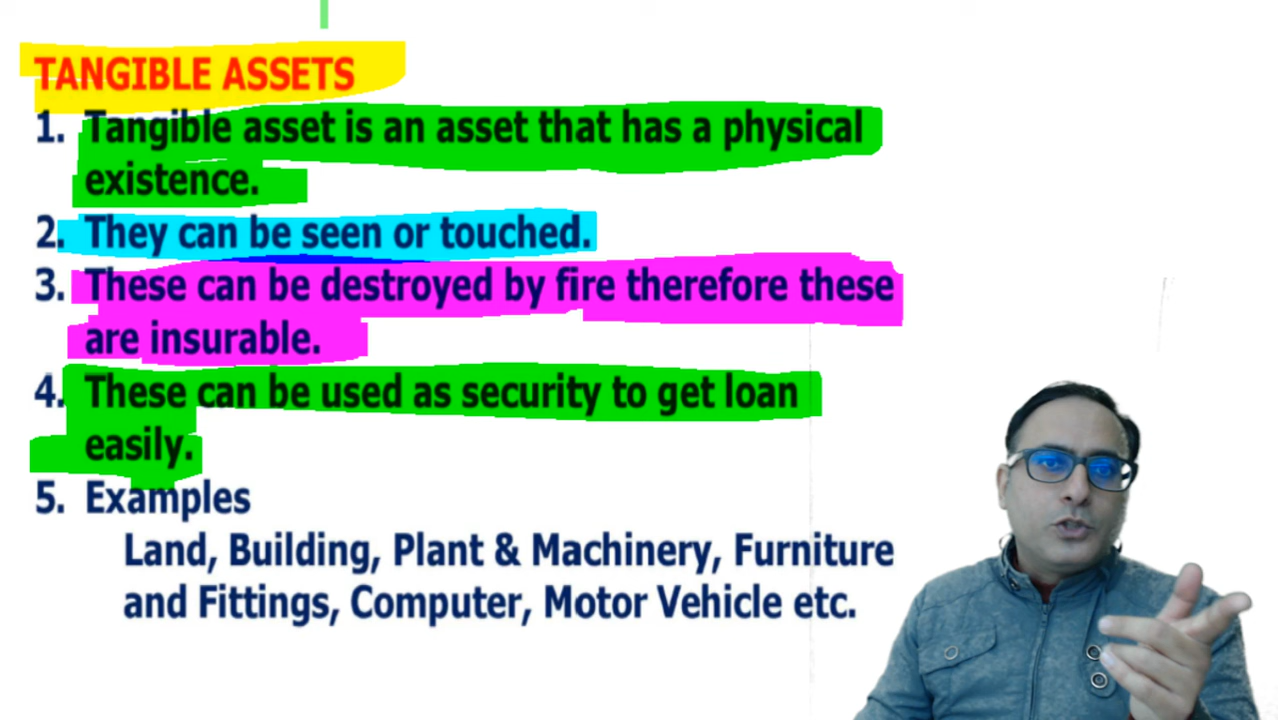 TANGIBLE ASSETS
1. Tangible asset is an asset that has a physical
existence.
2. They can be seen or touched.
3. These can be destroyed by fire therefore these
are insurable.
4. These can be used as security to get loan
easily.
5. Examples
Land, Building, Plant & Machinery, Furniture
and Fittings, Computer, Motor Vehicle etc.